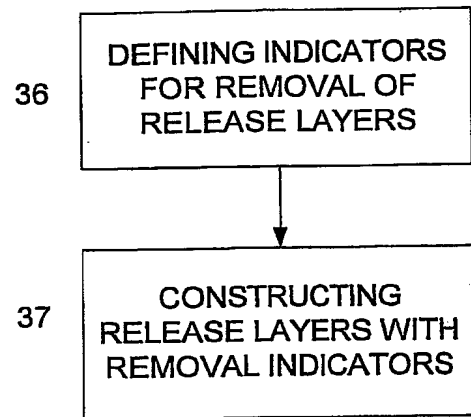 36
DEFINING INDICATORS
FOR REMOVAL OF
RELEASE LAYERS
37
CONSTRUCTING
RELEASE LAYERS WITH
REMOVAL INDICATORS